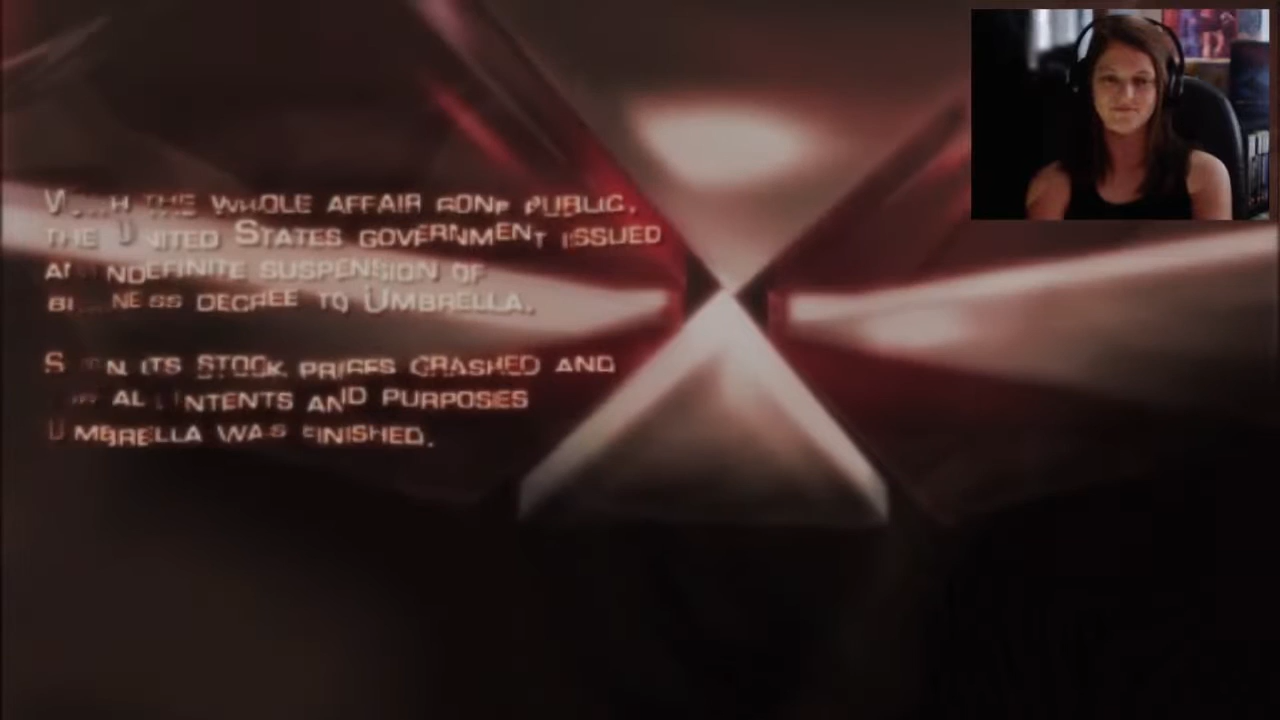 With the whole affair gone public,
the United States government issued
an indefinite suspension of
business decree to Umbrella.
Soon its stock prices crashed and
for all intents and purposes
Umbrella was finished.